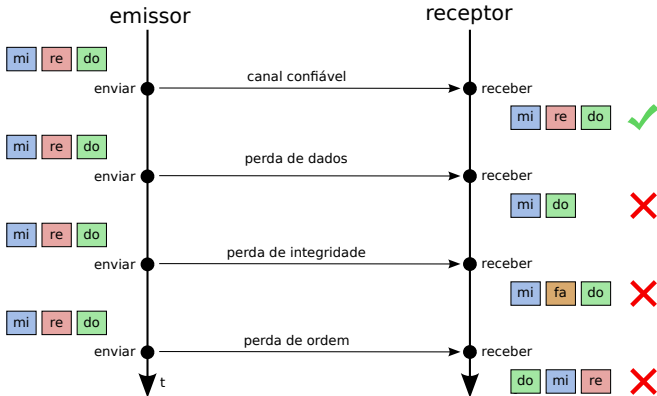 emissor
receptor
mi re do
canal confiável
enviar
receber
mi re do
mi re do
perda de dados
enviar
receber
mi do
mi re do
perda de integridade
enviar
receber
mi fa do
mi re do
perda de ordem
enviar
receber
t
do mi re